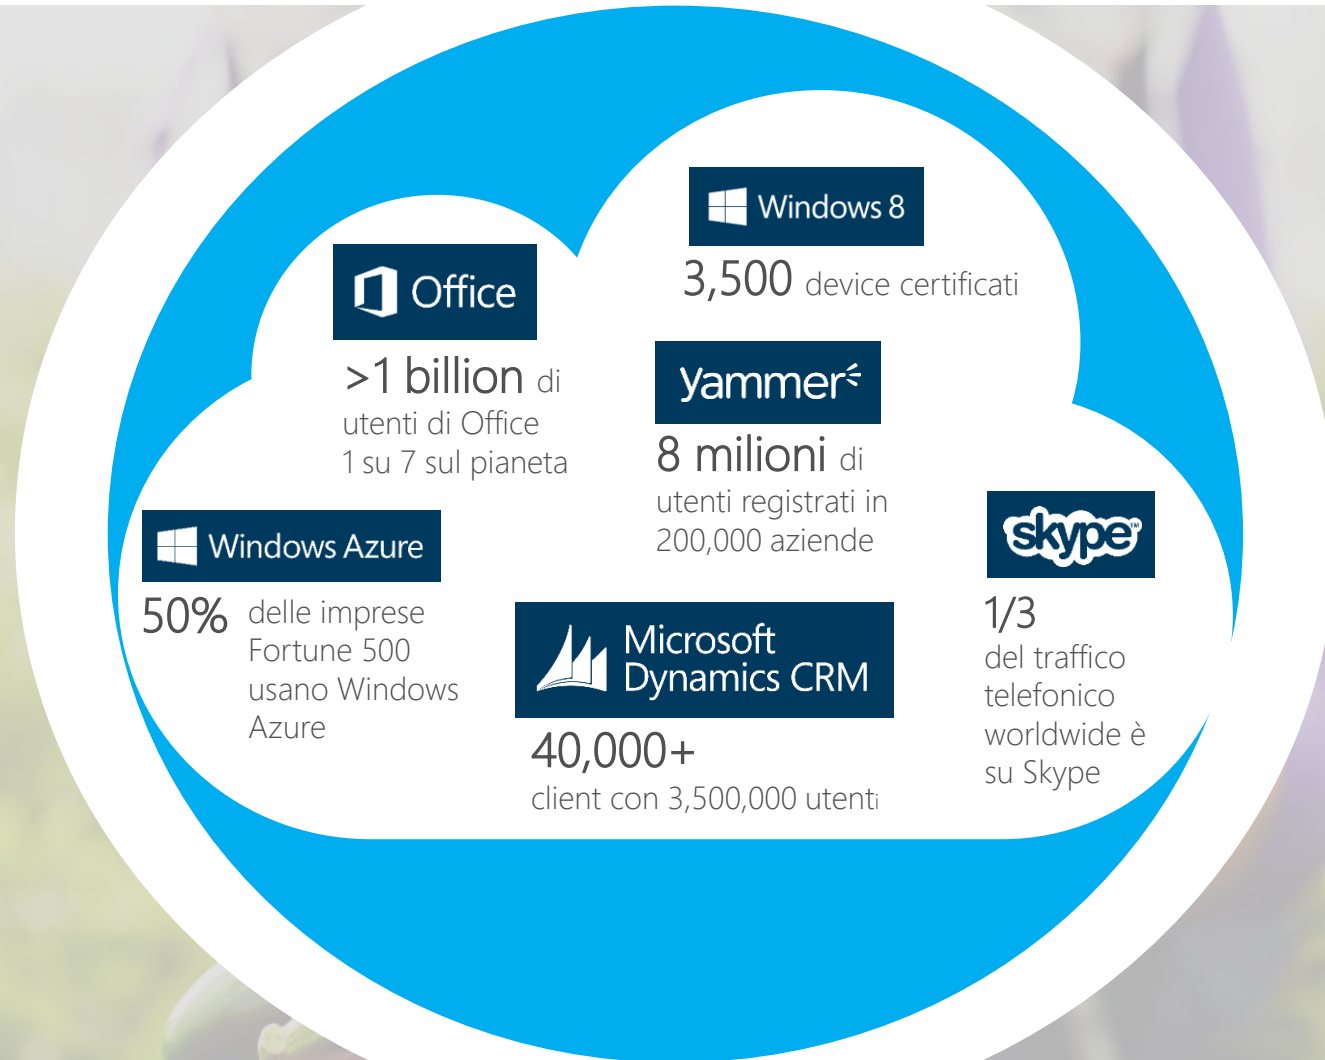 Windows 8
3,500 device certificati
Office
>1 billion di
utenti di Office
1 su 7 sul pianeta
yammer
8 milioni di
utenti registrati in
200,000 aziende
Windows Azure
50% delle imprese
Fortune 500
usano Windows
Azure
Microsoft
Dynamics CRM
40,000+
client con 3,500,000 utenti
skype™
1/3
del traffico
telefonico
worldwide è
su Skype